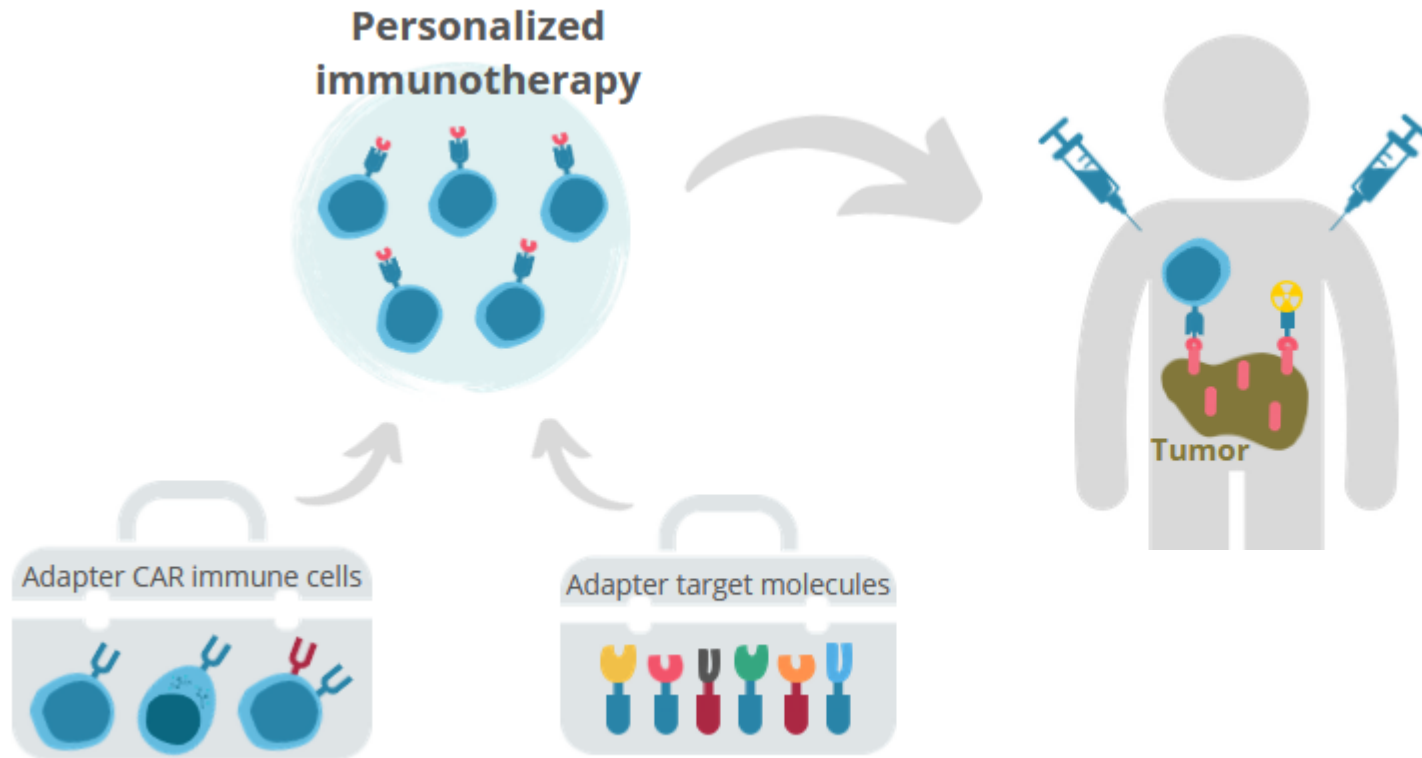 Personalized
immunotherapy
Tumor
Adapter CAR immune cells
Adapter target molecules